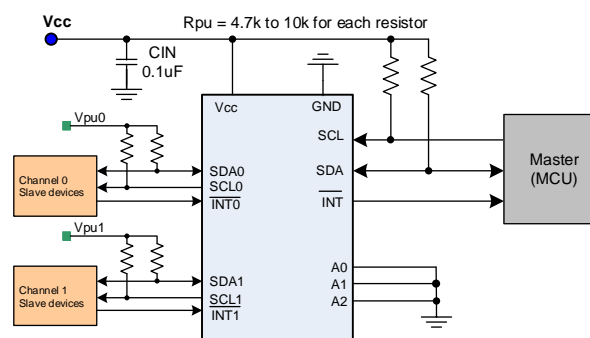 Vcc
Rpu = 4.7k to 10k for each resistor
CIN
0.1uF
Vcc
GND
Vpu0
SCL
SDA
INT
Master
(MCU)
Channel 0
Slave devices
SDA0
SCL0
INT0
Vpu1
Channel 1
Slave devices
SDA1
SCL1
INT1
A0
A1
A2